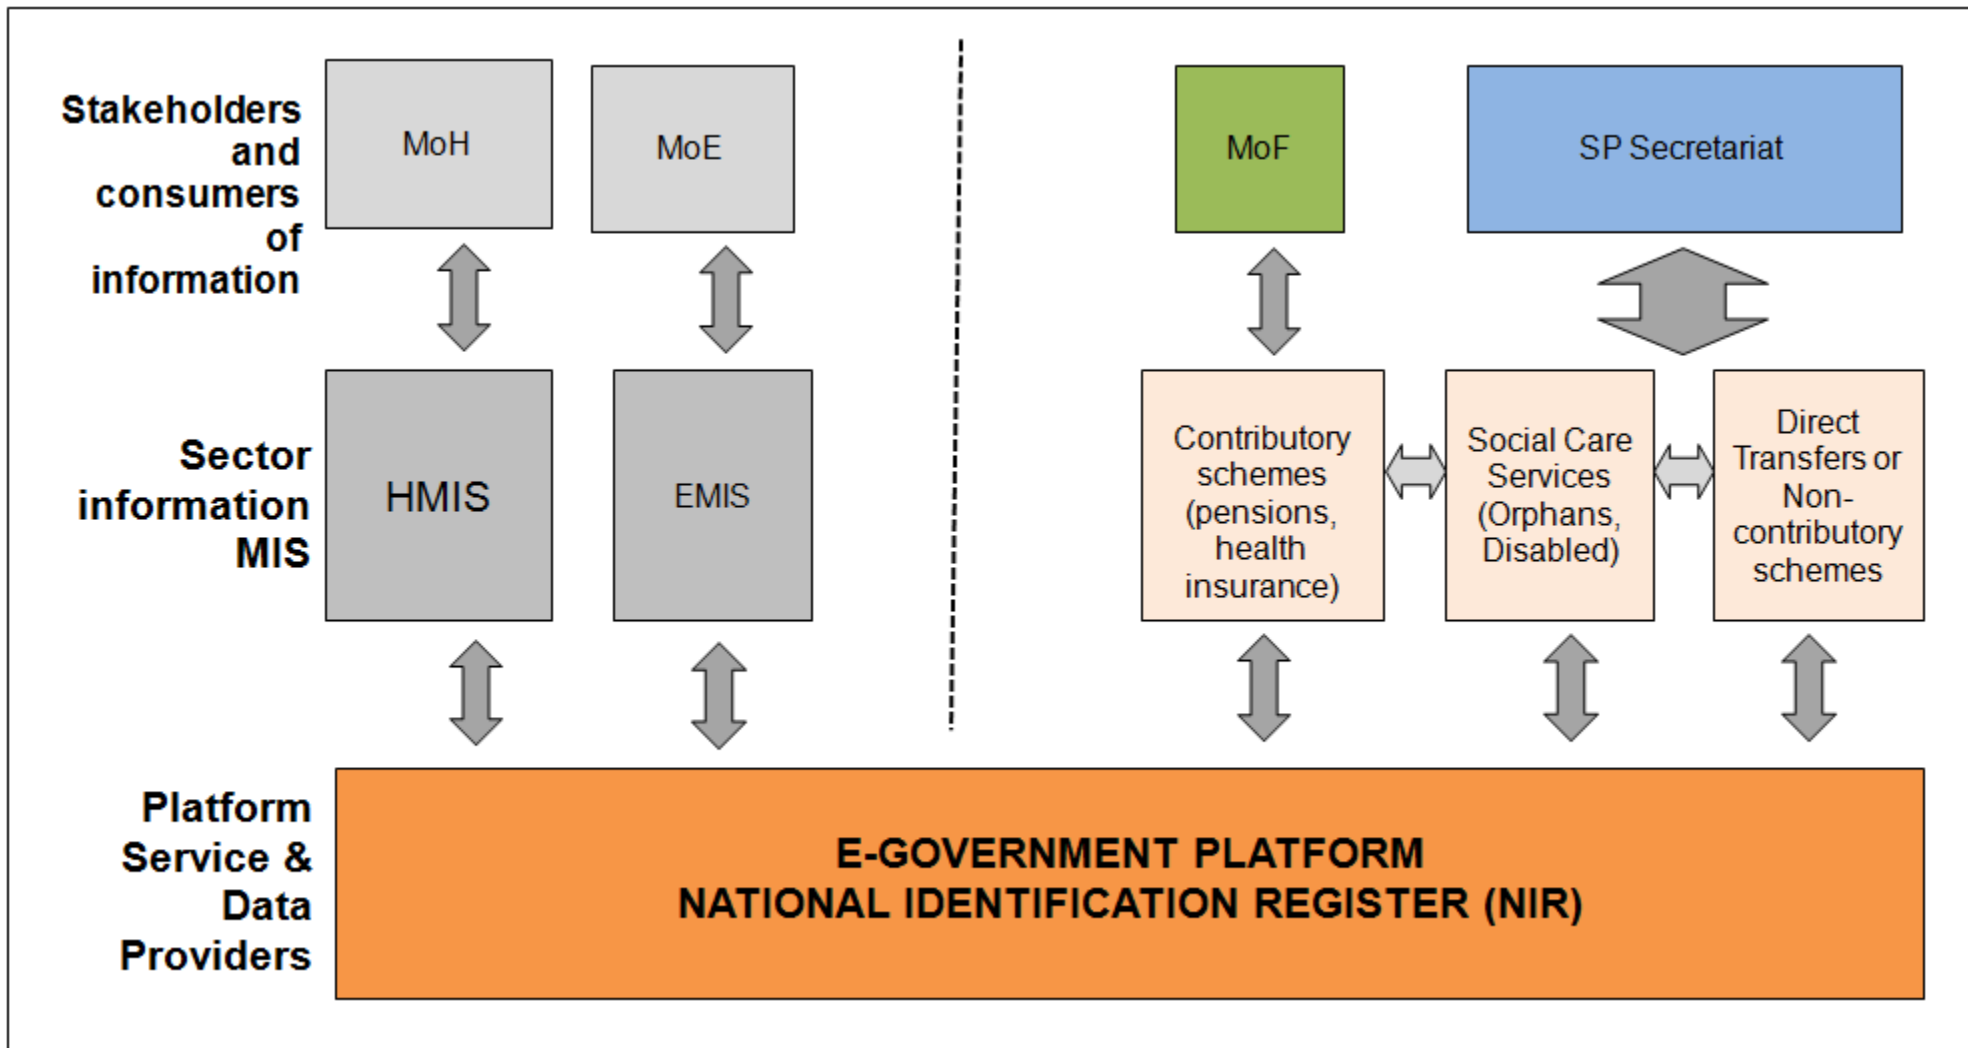 Stakeholders
and
consumers
of
information
MoH
MoE
MoF
SP Secretariat
Sector
information
MIS
HMIS
EMIS
Contributory
schemes
(pensions,
health
insurance)
Social Care
Services
(Orphans,
Disabled)
Direct
Transfers or
Non-
contributory
schemes
Platform
Service &
Data
Providers
E-GOVERNMENT PLATFORM
NATIONAL IDENTIFICATION REGISTER (NIR)